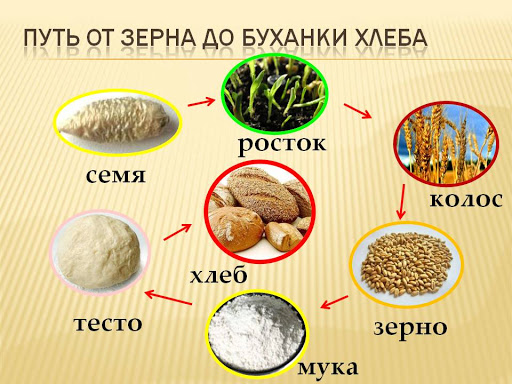 ПУТЬ ОТ ЗЕРНА ДО БУХАНКИ ХЛЕБА
семя
росток
колос
зерно
мука
тесто
хлеб